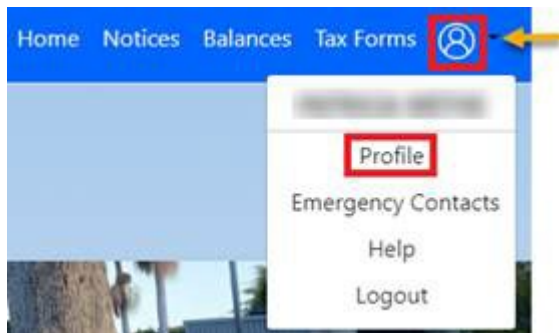 Home Notices Balances Tax Forms
Profile
Emergency Contacts
Help
Logout